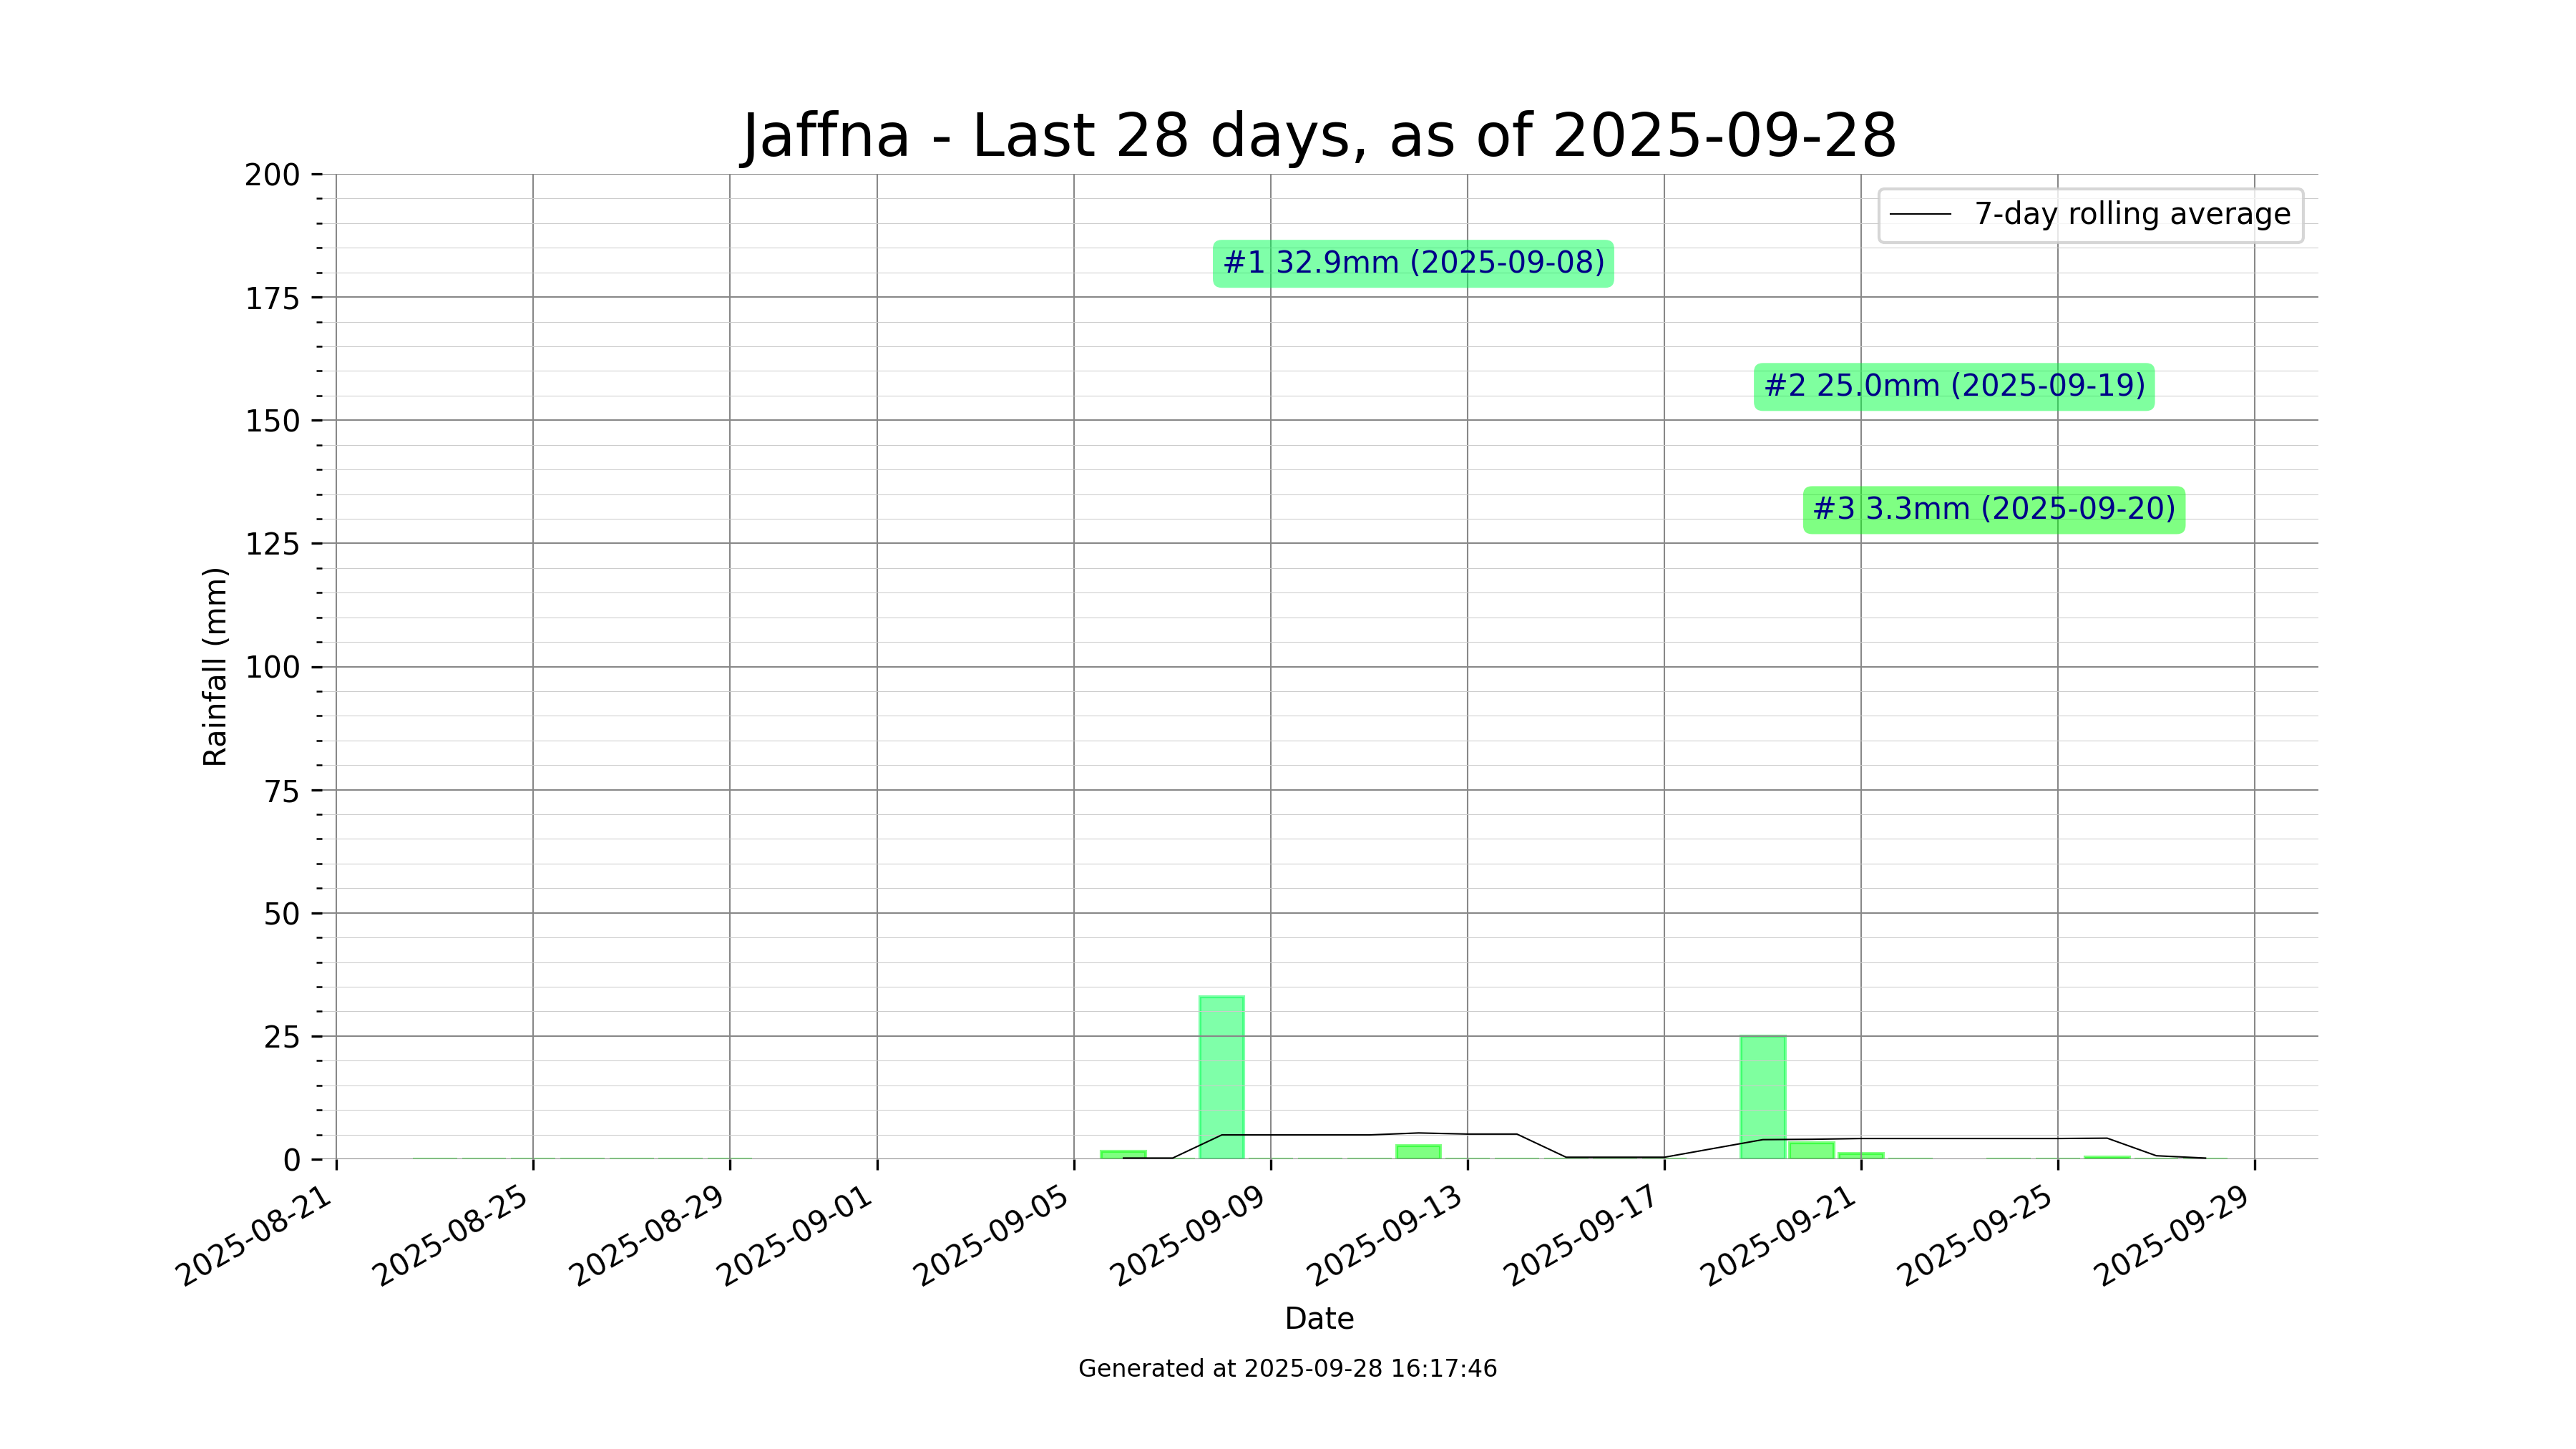 Jaffna - Last 28 days, as of 2025-09-28
200
175
150
125
100
75
50
25
0
Rainfall (mm)
7-day rolling average
#1 32.9mm (2025-09-08)
#2 25.0mm (2025-09-19)
#3 3.3mm (2025-09-20)
2025-08-21
2025-08-25
2025-08-29
2025-09-01
2025-09-05
2025-09-09
2025-09-13
2025-09-17
2025-09-21
2025-09-25
2025-09-29
Date
Generated at 2025-09-28 16:17:46